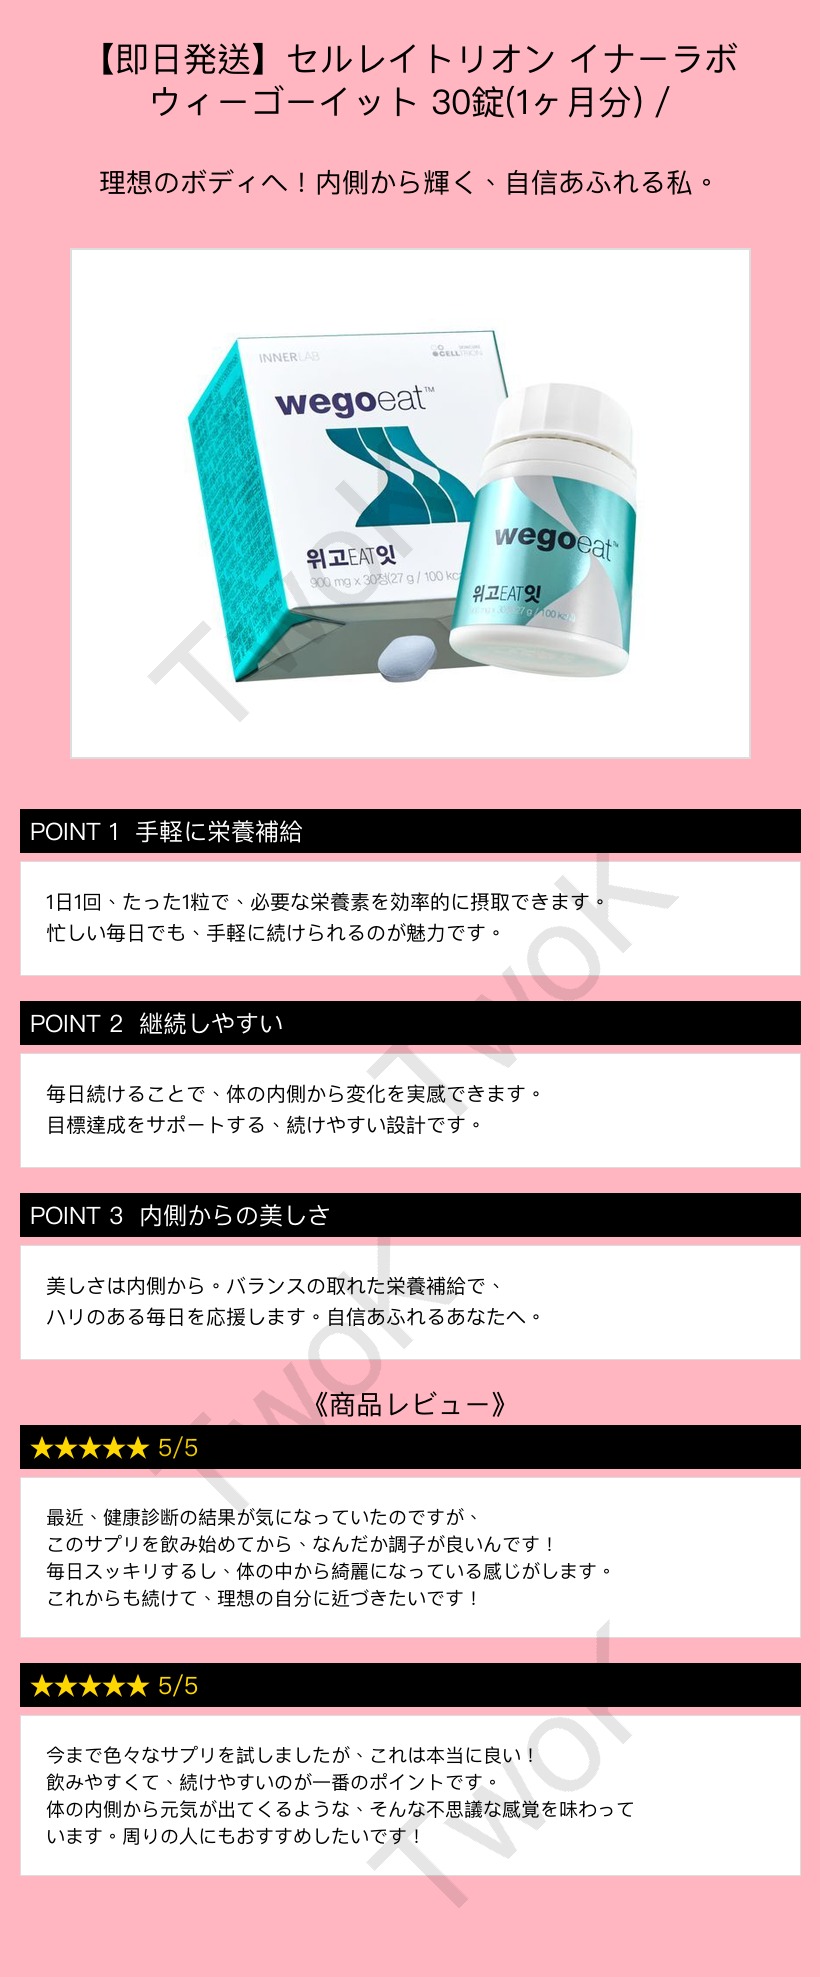 【即日発送】セルレイトリオン イナーラボ
ウィーゴーイット 30錠(1ヶ月分) /
理想のボディへ！内側から輝く、自信あふれる私。
INNERLAB
CELLTRION
wegoeat™
위고EAT잇
900 mg x 30정(27 g / 100 kc
wegoeat™
위고EAT잇
TwoK
POINT 1 手軽に栄養補給
1日1回、たった1粒で、必要な栄養素を効率的に摂取できます。
忙しい毎日でも、手軽に続けられるのが魅力です。
TwoK
POINT 2 継続しやすい
毎日続けることで、体の内側から変化を実感できます。
目標達成をサポートする、続けやすい設計です。
POINT 3 内側からの美しさ
美しさは内側から。バランスの取れた栄養補給で、
ハリのある毎日を応援します。自信あふれるあなたへ。
TwoK
《商品レビュー》
★★★★★ 5/5
最近、健康診断の結果が気になっていたのですが、
このサプリを飲み始めてから、なんだか調子が良いんです！
毎日スッキリするし、体の中から綺麗になっている感じがします。
これからも続けて、理想の自分に近づきたいです！
★★★★★ 5/5
今まで色々なサプリを試しましたが、これは本当に良い！
飲みやすくて、続けやすいのが一番のポイントです。
体の内側から元気が出てくるような、そんな不思議な感覚を味わって
います。周りの人にもおすすめしたいです！
TwoK